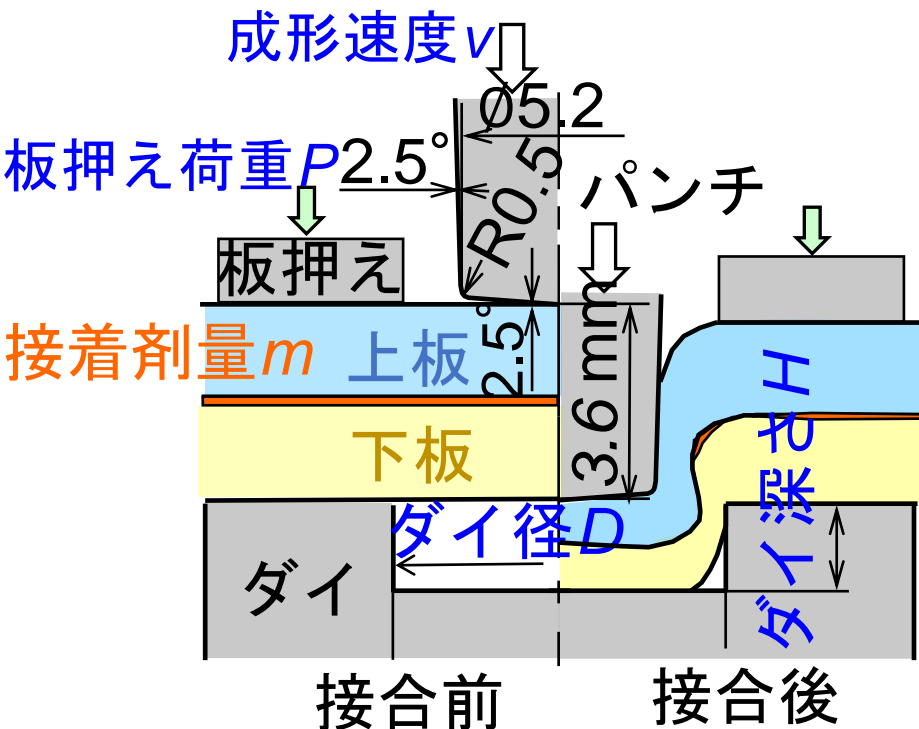 成形速度v
Ø5.2
板押え荷重P
2.5°
R0.5
パンチ
板押え
接着剤量m
上板
2.5°
3.6 mm
下板
ダイ径D
ダイ深さH
ダイ
接合前
接合後